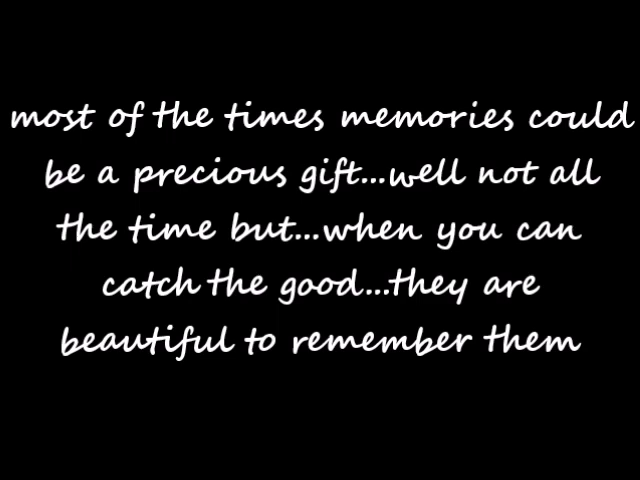 most of the times memories could
be a precious gift...well not all
the time but...when you can
catch the good...they are
beautiful to remember them